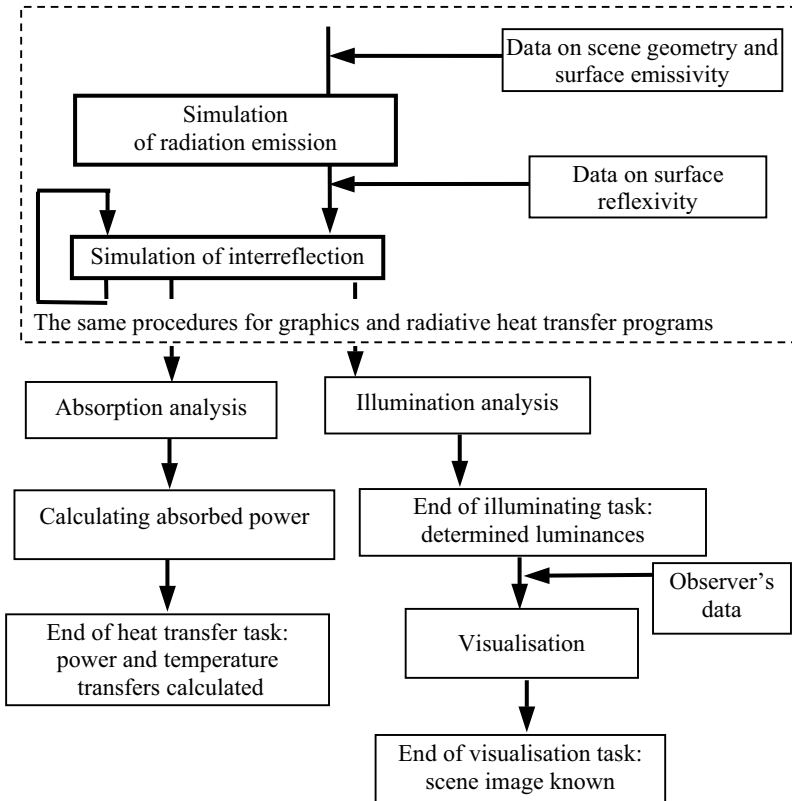 Data on scene geometry and
surface emissivity
Simulation
of radiation emission
Data on surface
reflexivity
Simulation of interreflection
The same procedures for graphics and radiative heat transfer programs
Absorption analysis
Illumination analysis
Calculating absorbed power
End of illuminating task:
determined luminances
Observer’s
data
End of heat transfer task:
power and temperature
transfers calculated
Visualisation
End of visualisation task:
scene image known